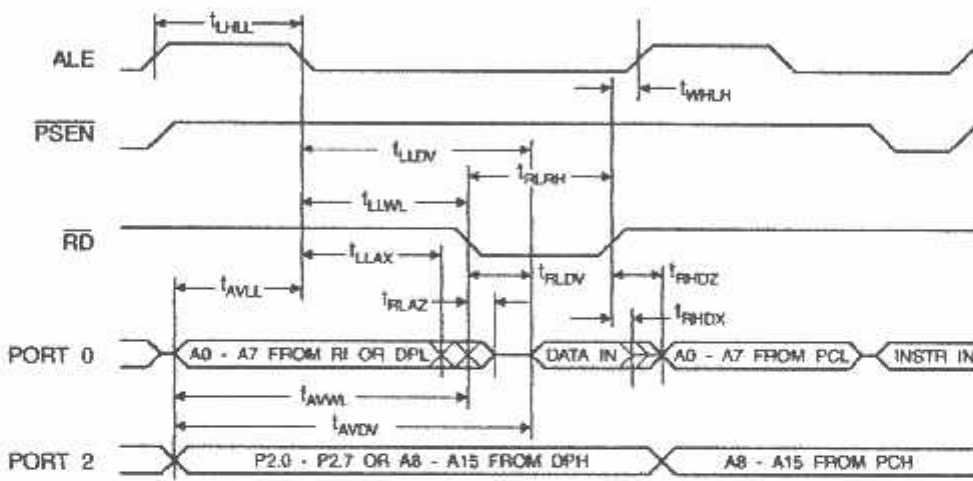 tLHLL
ALE
tWHLH
PSEN
tLLDV
tRLRH
tLLWL
RD
tLLAX
tRLDV
tRHDZ
tAVLL
tRLAZ
tRHDX
PORT 0
A0 - A7 FROM RI OR DPL
DATA IN
A0 - A7 FROM PCL
INSTR IN
tAVWL
tAVDV
PORT 2
P2.0 - P2.7 OR A8 - A15 FROM DPH
A8 - A15 FROM PCH